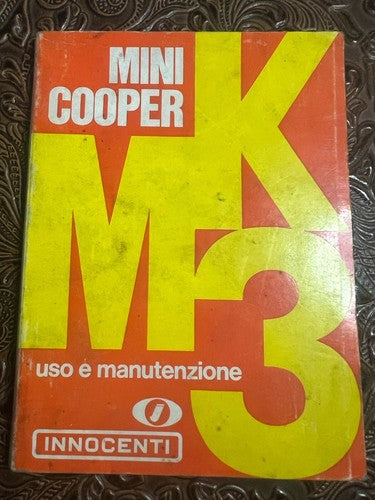 MINI
COOPER
MK
3
uso e manutenzione
INNOCENTI